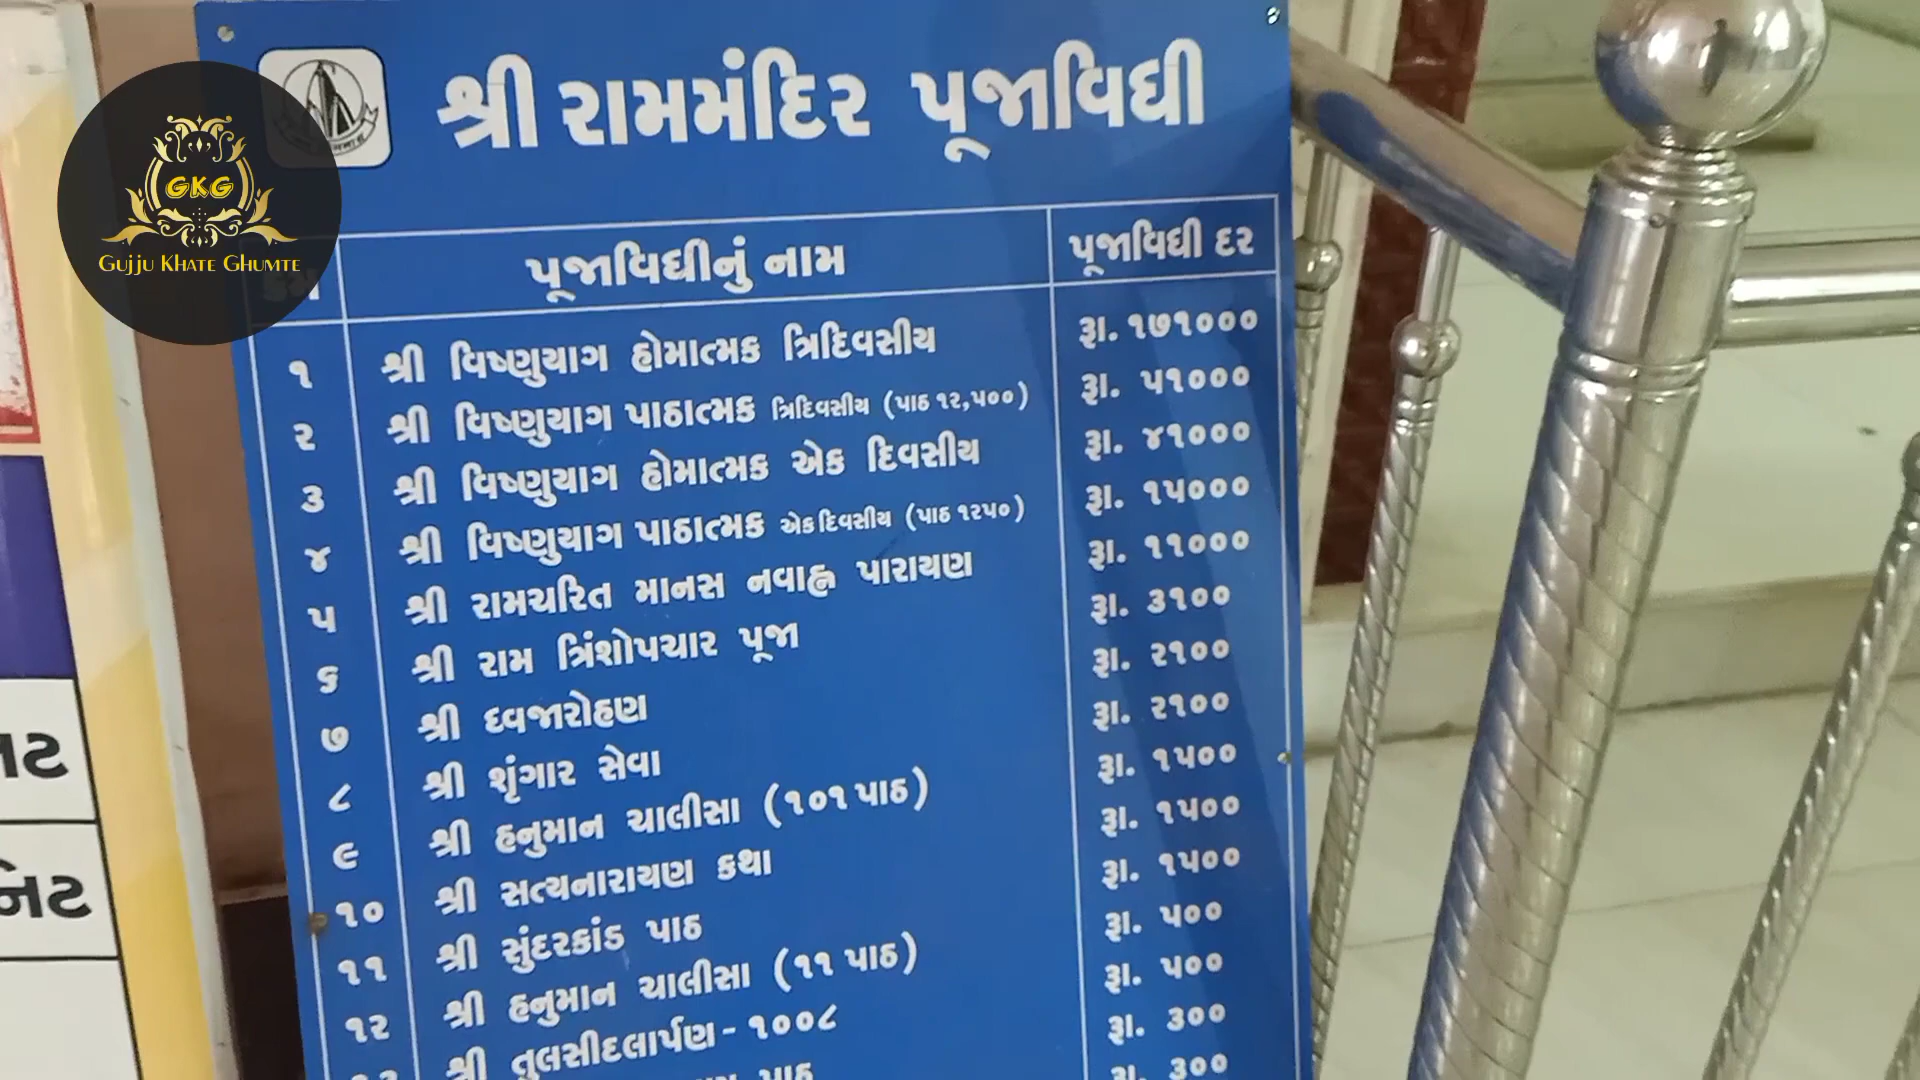 શ્રી રામમંદિર પૂજાવિધી
GKG
GUJJU KHATE GHUMTE
પૂજાવિધીનું નામ પૂજાવિધી દર
૧ શ્રી વિષ્ણુયાગ હોમાત્મક ત્રિદિવસીય રૂા. ૧૭૧૦૦૦
૨ શ્રી વિષ્ણુયાગ પાઠાત્મક ત્રિદિવસીય (પાઠ ૧૨,૫૦૦) રૂા. ૫૧૦૦૦
૩ શ્રી વિષ્ણુયાગ હોમાત્મક એક દિવસીય રૂા. ૪૧૦૦૦
૪ શ્રી વિષ્ણુયાગ પાઠાત્મક એકદિવસીય (પાઠ ૧૨૫૦) રૂા. ૧૫૦૦૦
૫ શ્રી રામચરિત માનસ નવાહ્ન પારાયણ રૂા. ૧૧૦૦૦
૬ શ્રી રામ ત્રિંશોપચાર પૂજા રૂા. ૩૧૦૦
૭ શ્રી ધ્વજારોહણ રૂા. ૨૧૦૦
૮ શ્રી શૃંગાર સેવા રૂા. ૨૧૦૦
૯ શ્રી હનુમાન ચાલીસા (૧૦૧ પાઠ) રૂા. ૧૫૦૦
૧૦ શ્રી સત્યનારાયણ કથા રૂા. ૧૫૦૦
૧૧ શ્રી સુંદરકાંડ પાઠ રૂા. ૧૫૦૦
૧૨ શ્રી હનુમાન ચાલીસા (૧૧ પાઠ) રૂા. ૫૦૦
૧૩ શ્રી તુલસીદલાર્પણ - ૧૦૦૮ રૂા. ૫૦૦
પાઠ રૂા. ૩૦૦
રૂા. ૩૦૦